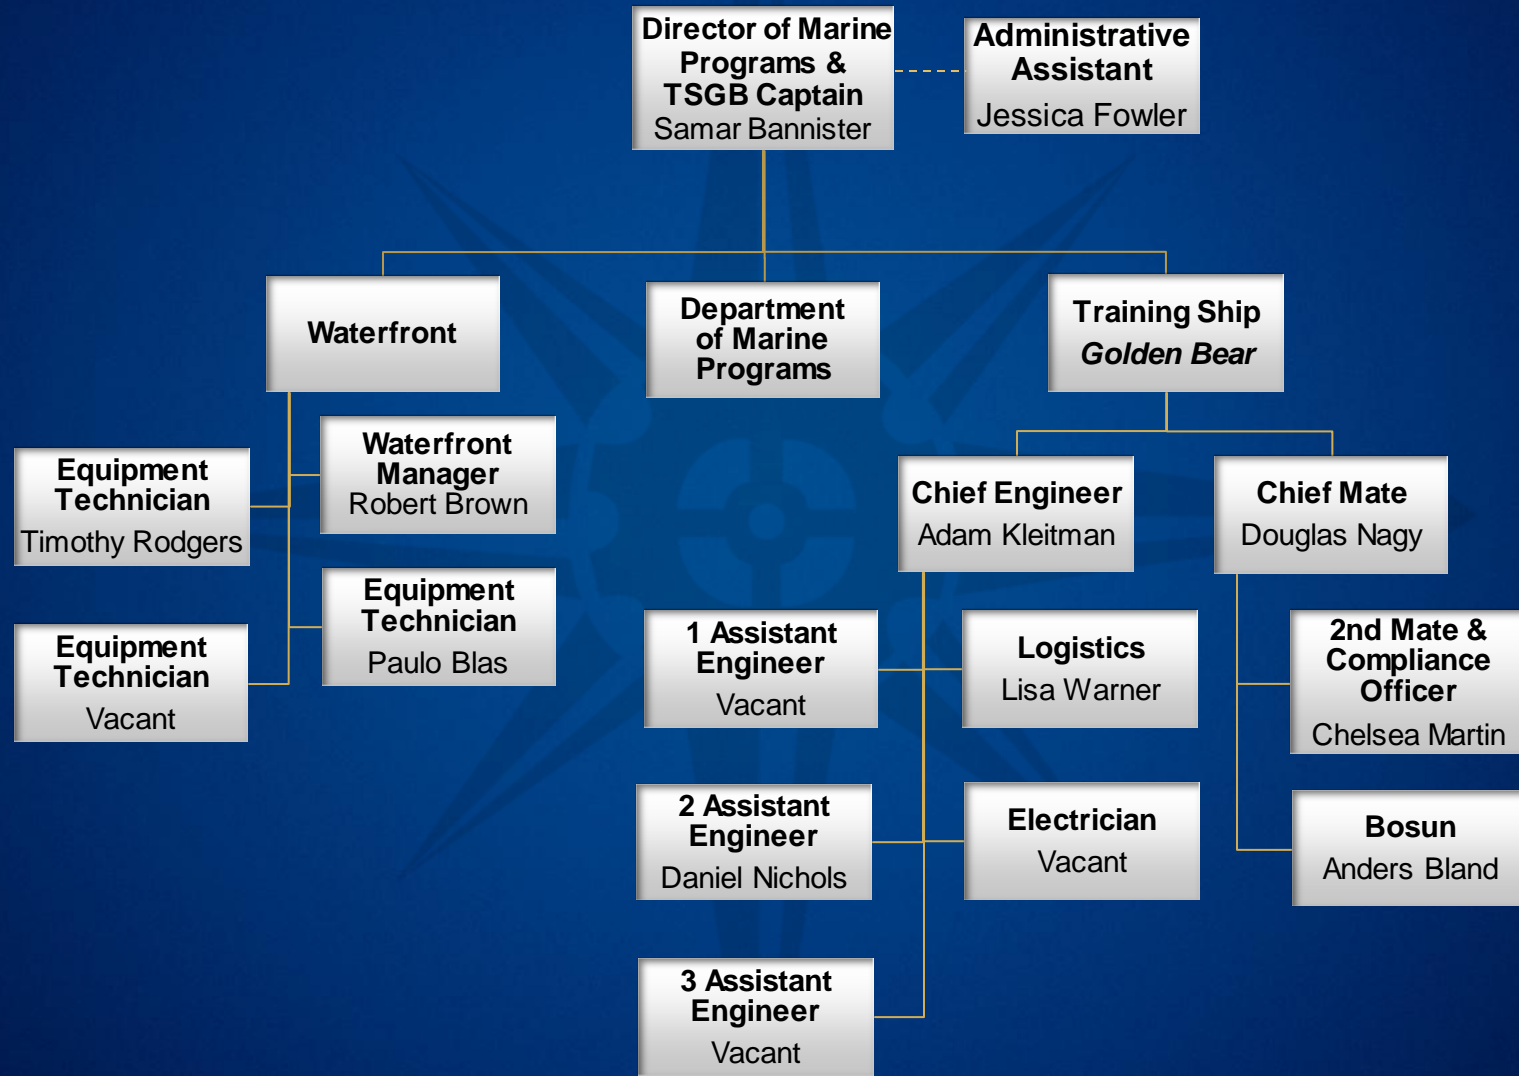 Director of Marine
Programs &
TSGB Captain
Samar Bannister
Administrative
Assistant
Jessica Fowler
Waterfront
Department
of Marine
Programs
Training Ship
Golden Bear
Equipment
Technician
Timothy Rodgers
Waterfront
Manager
Robert Brown
Equipment
Technician
Vacant
Equipment
Technician
Paulo Blas
Chief Engineer
Adam Kleitman
Chief Mate
Douglas Nagy
1 Assistant
Engineer
Vacant
Logistics
Lisa Warner
2nd Mate &
Compliance
Officer
Chelsea Martin
2 Assistant
Engineer
Daniel Nichols
Electrician
Vacant
Bosun
Anders Bland
3 Assistant
Engineer
Vacant